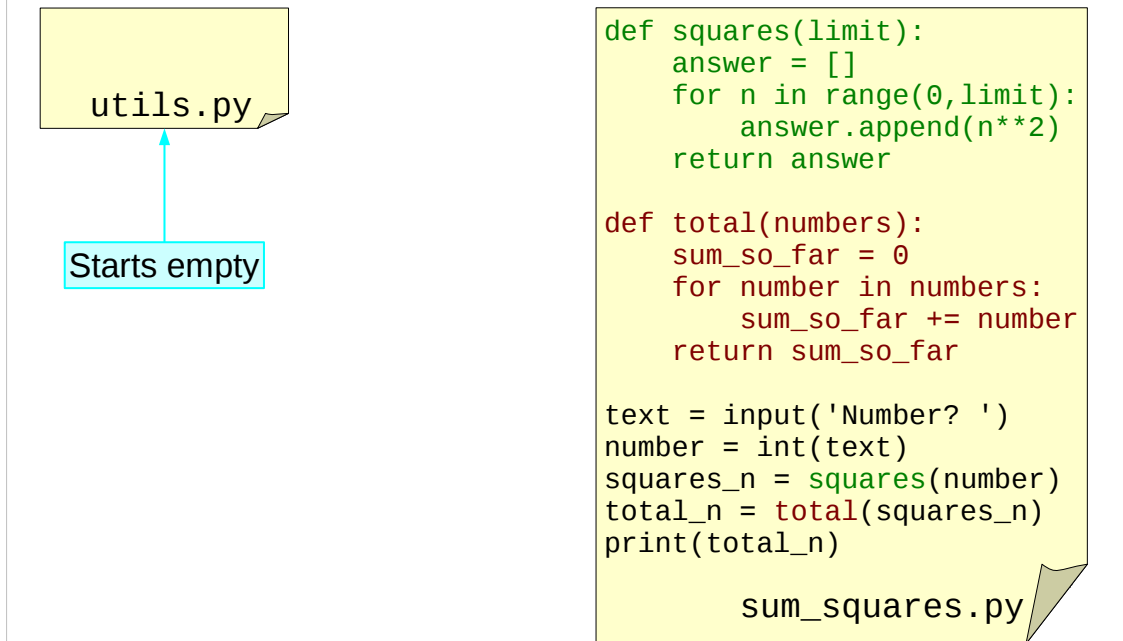 utils.py
Starts empty
def squares(limit):
    answer = []
    for n in range(0,limit):
        answer.append(n**2)
    return answer

def total(numbers):
    sum_so_far = 0
    for number in numbers:
        sum_so_far += number
    return sum_so_far

text = input('Number? ')
number = int(text)
squares_n = squares(number)
total_n = total(squares_n)
print(total_n)
sum_squares.py